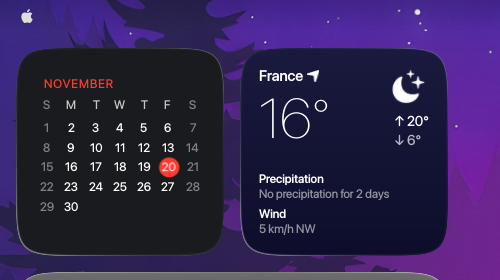 NOVEMBER
S M T W T F S
1 2 3 4 5 6 7
8 9 10 11 12 13 14
15 16 17 18 19 20 21
22 23 24 25 26 27 28
29 30
France
16°
↑ 20°
↓ 6°
Precipitation
No precipitation for 2 days
Wind
5 km/h NW